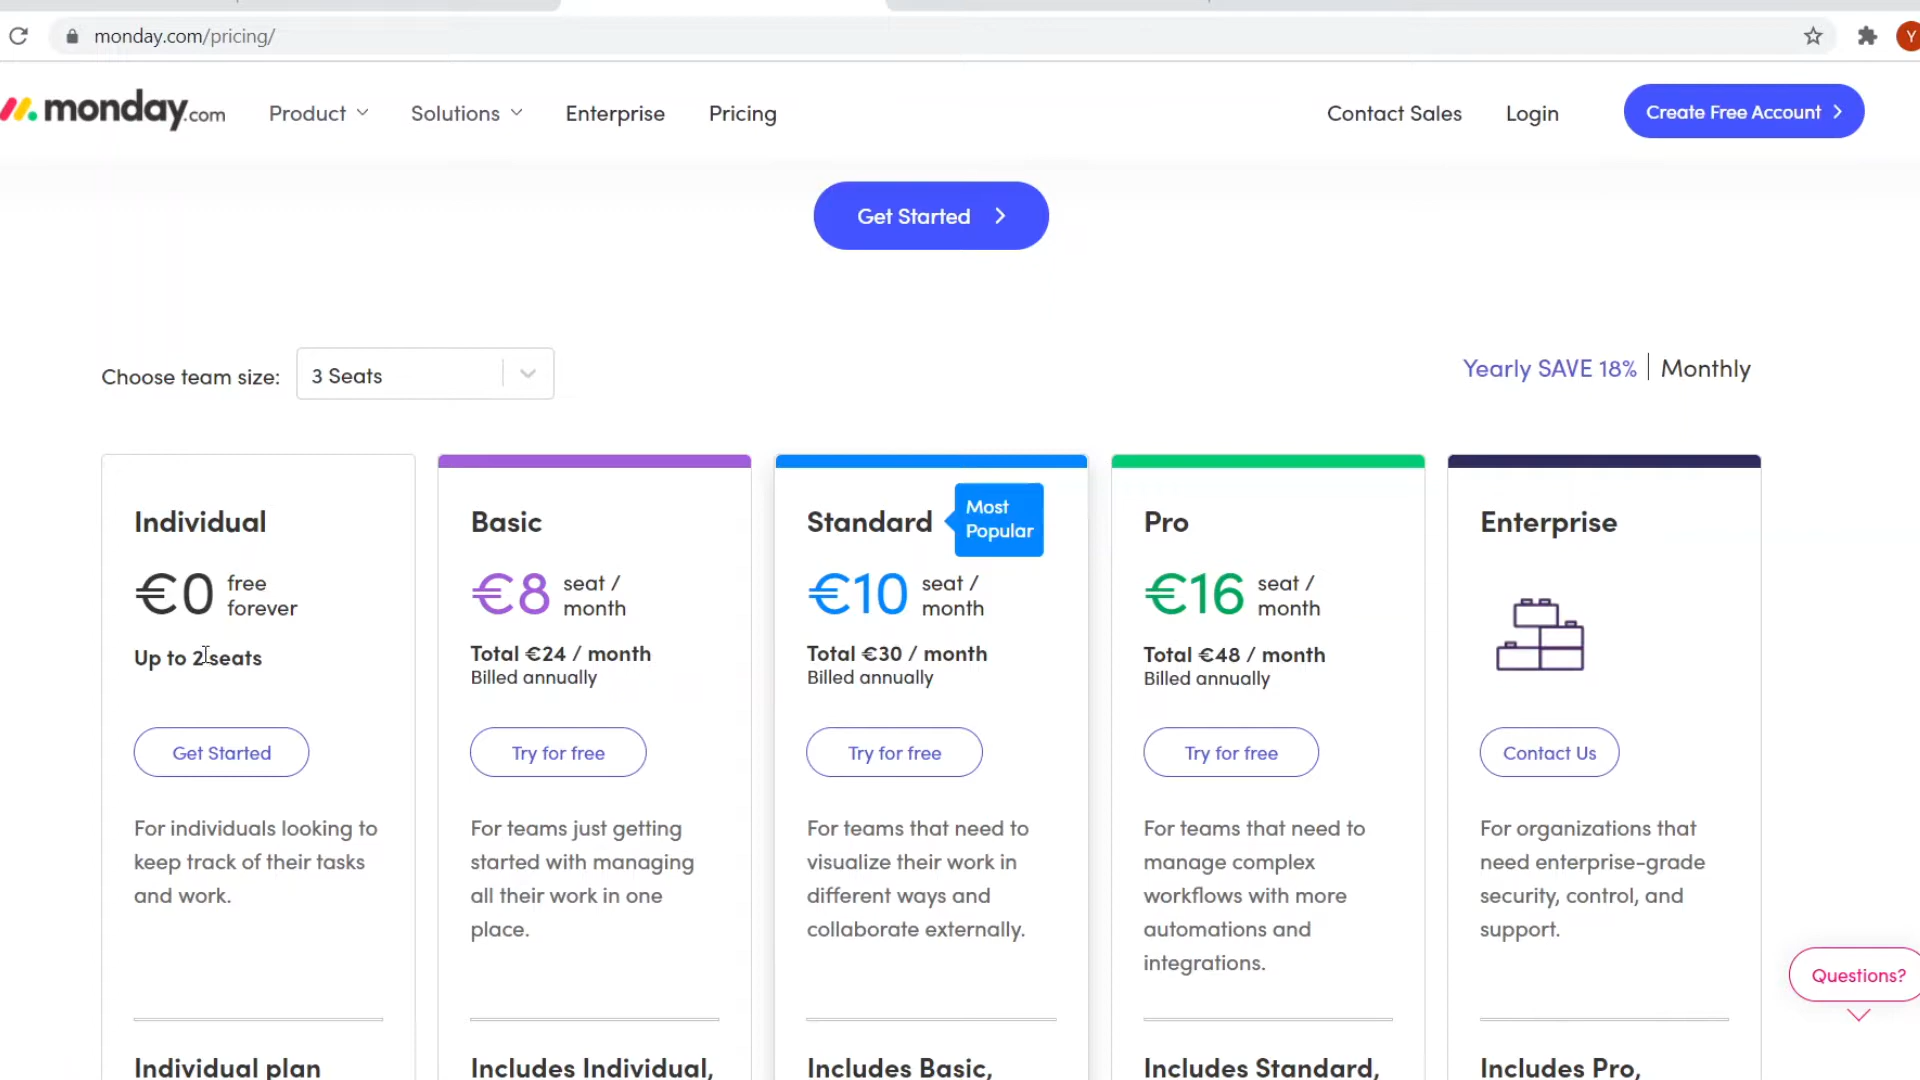 monday.com/pricing/
Y
monday.com
Product
Solutions
Enterprise
Pricing
Contact Sales
Login
Create Free Account
Get Started
Choose team size:
3 Seats
Yearly SAVE 18%
Monthly
Individual
€0 free
forever
Up to 2 seats
Get Started
For individuals looking to
keep track of their tasks
and work.
Individual plan
Basic
€8 seat /
month
Total €24 / month
Billed annually
Try for free
For teams just getting
started with managing
all their work in one
place.
Includes Individual,
Standard
Most
Popular
€10 seat /
month
Total €30 / month
Billed annually
Try for free
For teams that need to
visualize their work in
different ways and
collaborate externally.
Includes Basic,
Pro
€16 seat /
month
Total €48 / month
Billed annually
Try for free
For teams that need to
manage complex
workflows with more
automations and
integrations.
Includes Standard,
Enterprise
Contact Us
For organizations that
need enterprise-grade
security, control, and
support.
Includes Pro,
Questions?